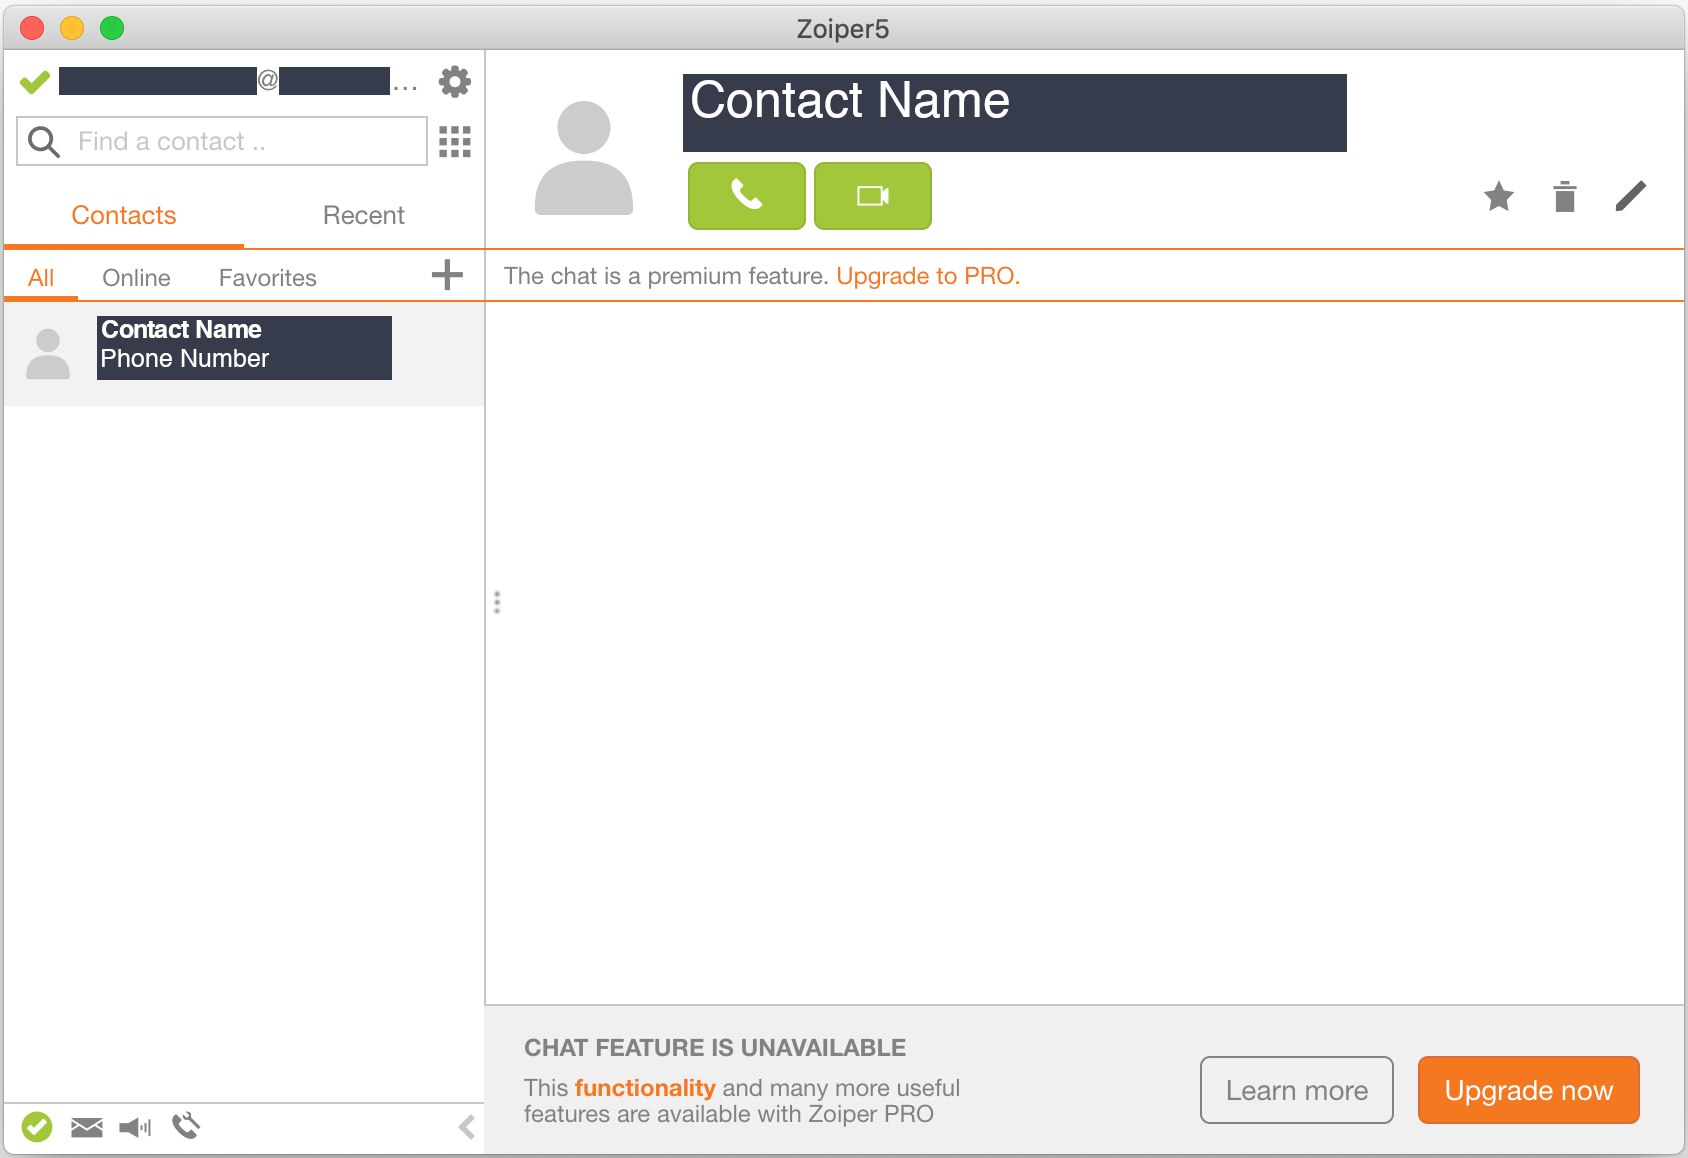 Zoiper5
@ ...
Find a contact ..
Contacts Recent
All Online Favorites
Contact Name
Phone Number
Contact Name
The chat is a premium feature. Upgrade to PRO.
CHAT FEATURE IS UNAVAILABLE
This functionality and many more useful
features are available with Zoiper PRO
Learn more
Upgrade now